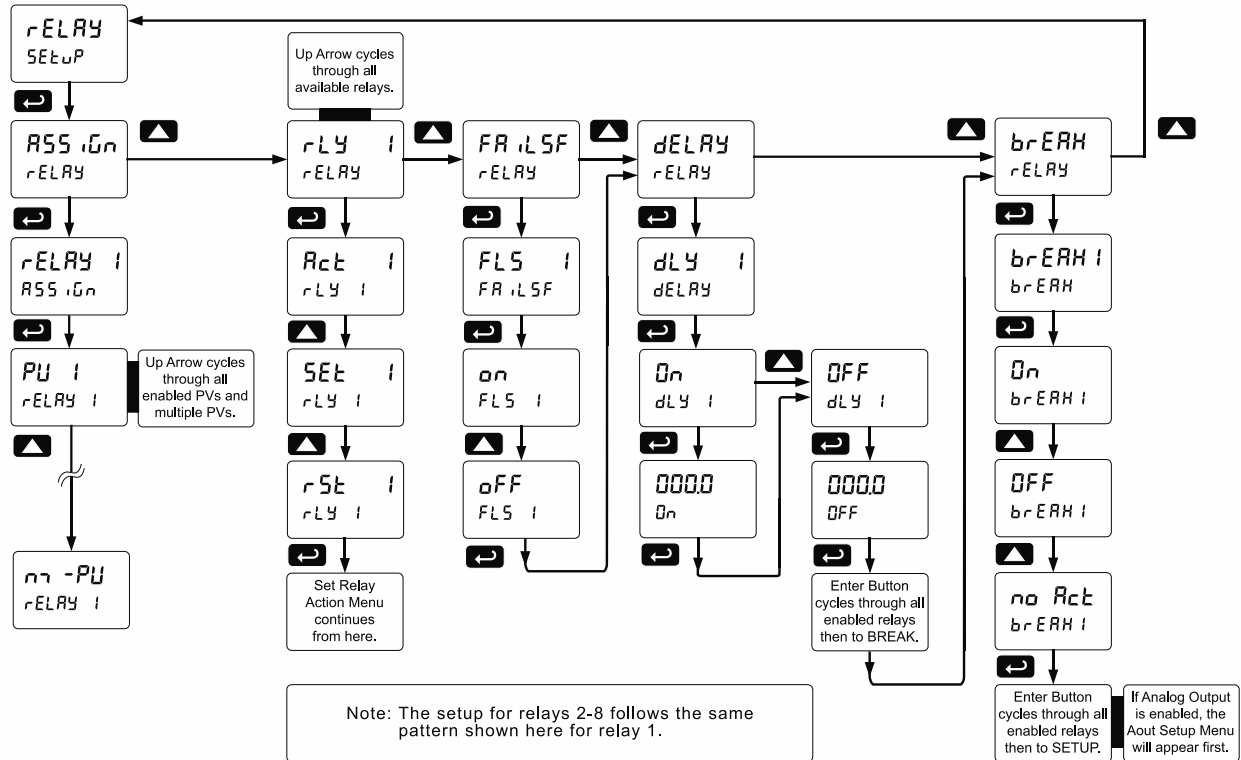 rELAY
SEtuP
ASSiGn
rELAY
rELAY 1
ASSiGn
PV 1
rELAY 1
Up Arrow cycles
through all
enabled PVs and
multiple PVs.
-PV
rELAY 1
Up Arrow cycles
through all
available relays.
rLY 1
rELAY
Act 1
rLY 1
SEt 1
rLY 1
rSt 1
rLY 1
Set Relay
Action Menu
continues
from here.
FAiLSF
rELAY
FLS 1
FAiLSF
on
FLS 1
oFF
FLS 1
dELAY
rELAY
dLY 1
dELAY
On
dLY 1
000.0
On
OFF
dLY 1
000.0
OFF
Enter Button
cycles through all
enabled relays
then to BREAK.
brEAK
rELAY
brEAK 1
brEAK
On
brEAK 1
OFF
brEAK 1
no Act
brEAK 1
Enter Button
cycles through all
enabled relays
then to SETUP.
If Analog Output
is enabled, the
Aout Setup Menu
will appear first.
Note: The setup for relays 2-8 follows the same
pattern shown here for relay 1.